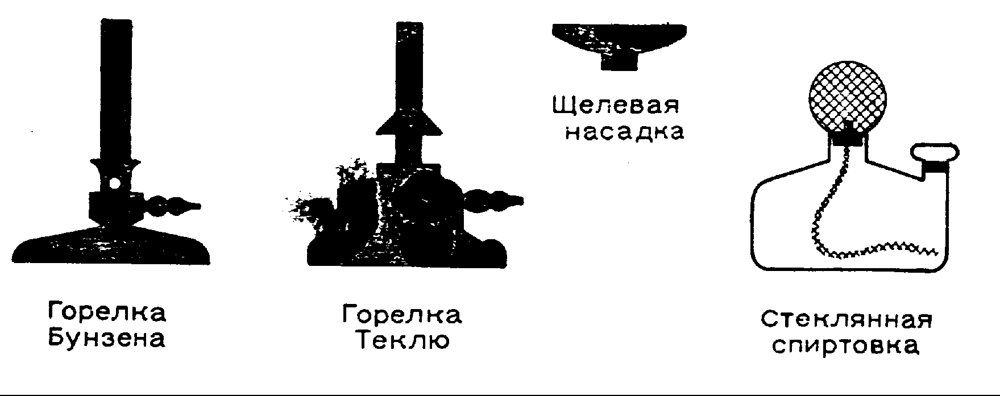 Щелевая
насадка
Горелка
Бунзена
Горелка
Теклю
Стеклянная
спиртовка